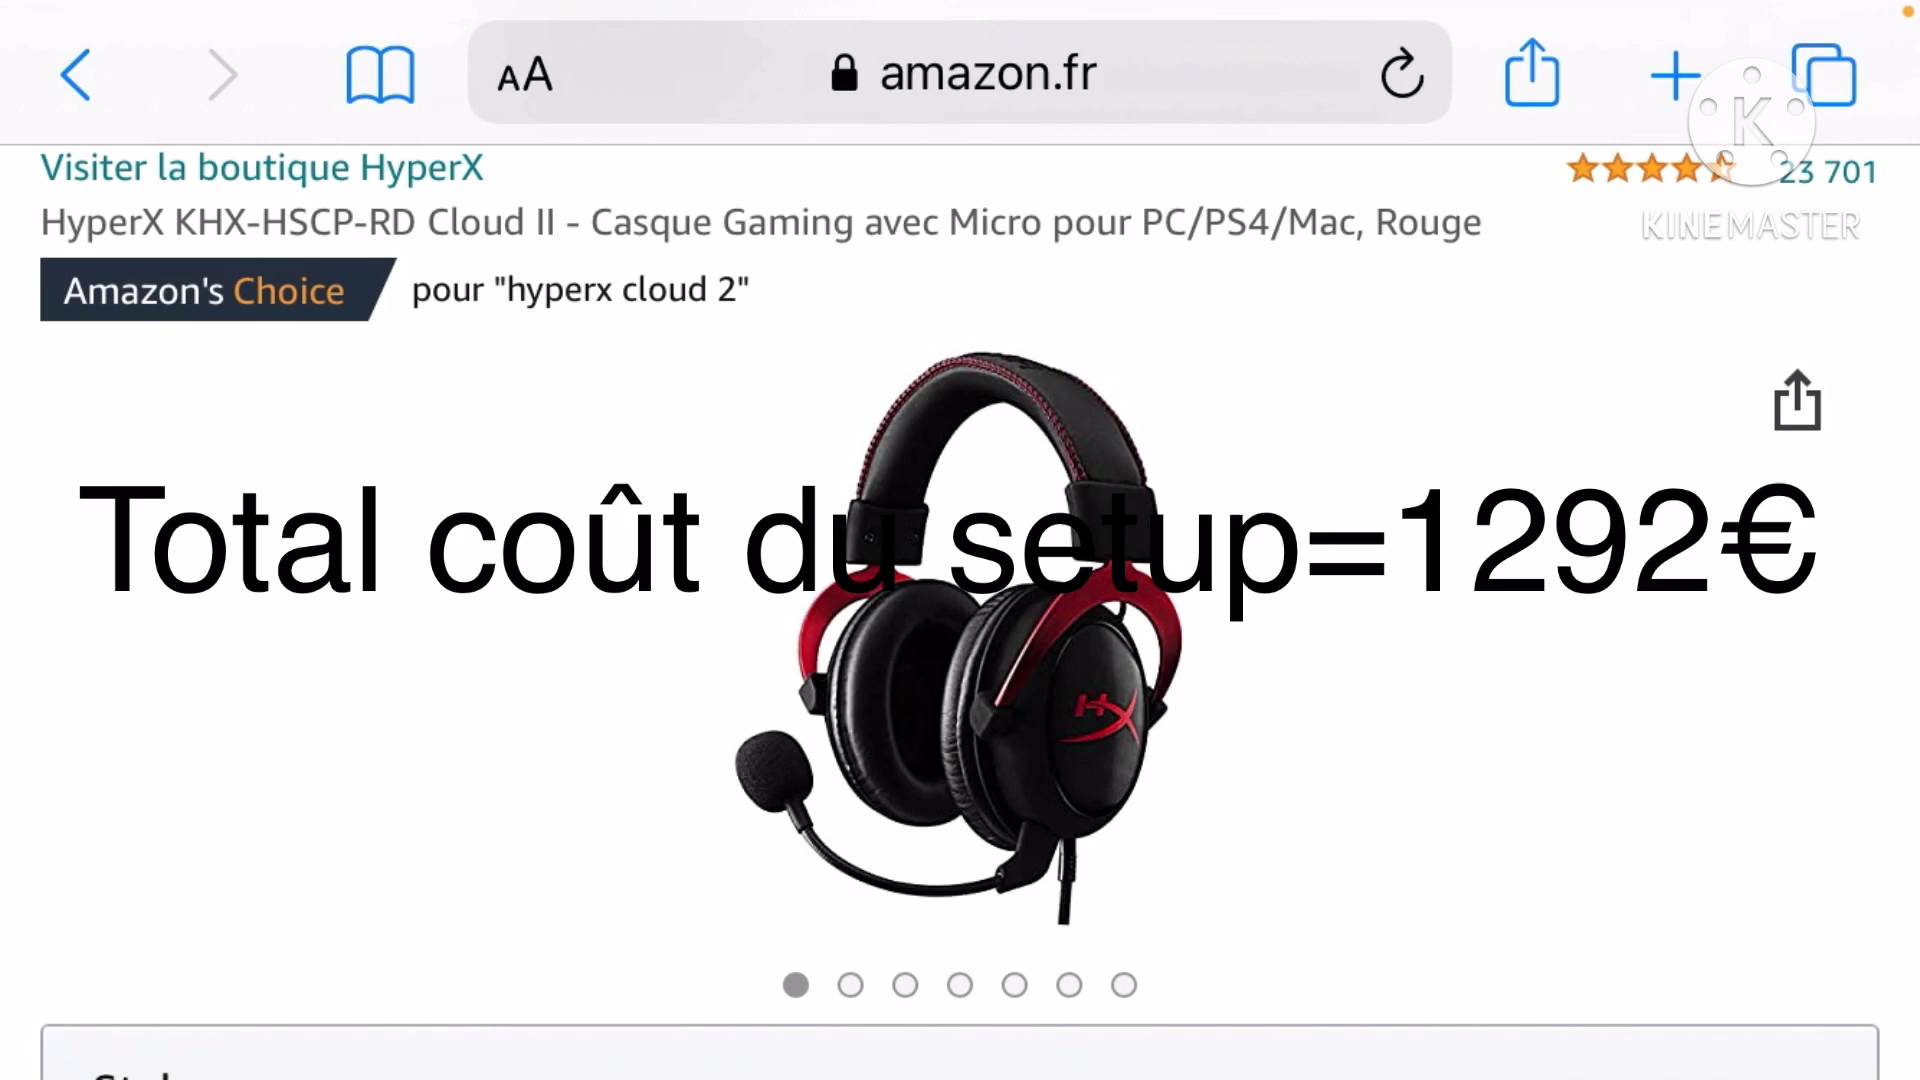 AA amazon.fr
Visiter la boutique HyperX 23 701
K
KINEMASTER
HyperX KHX-HSCP-RD Cloud II - Casque Gaming avec Micro pour PC/PS4/Mac, Rouge
Amazon's Choice pour "hyperx cloud 2"
Total coût du setup=1292€
HX